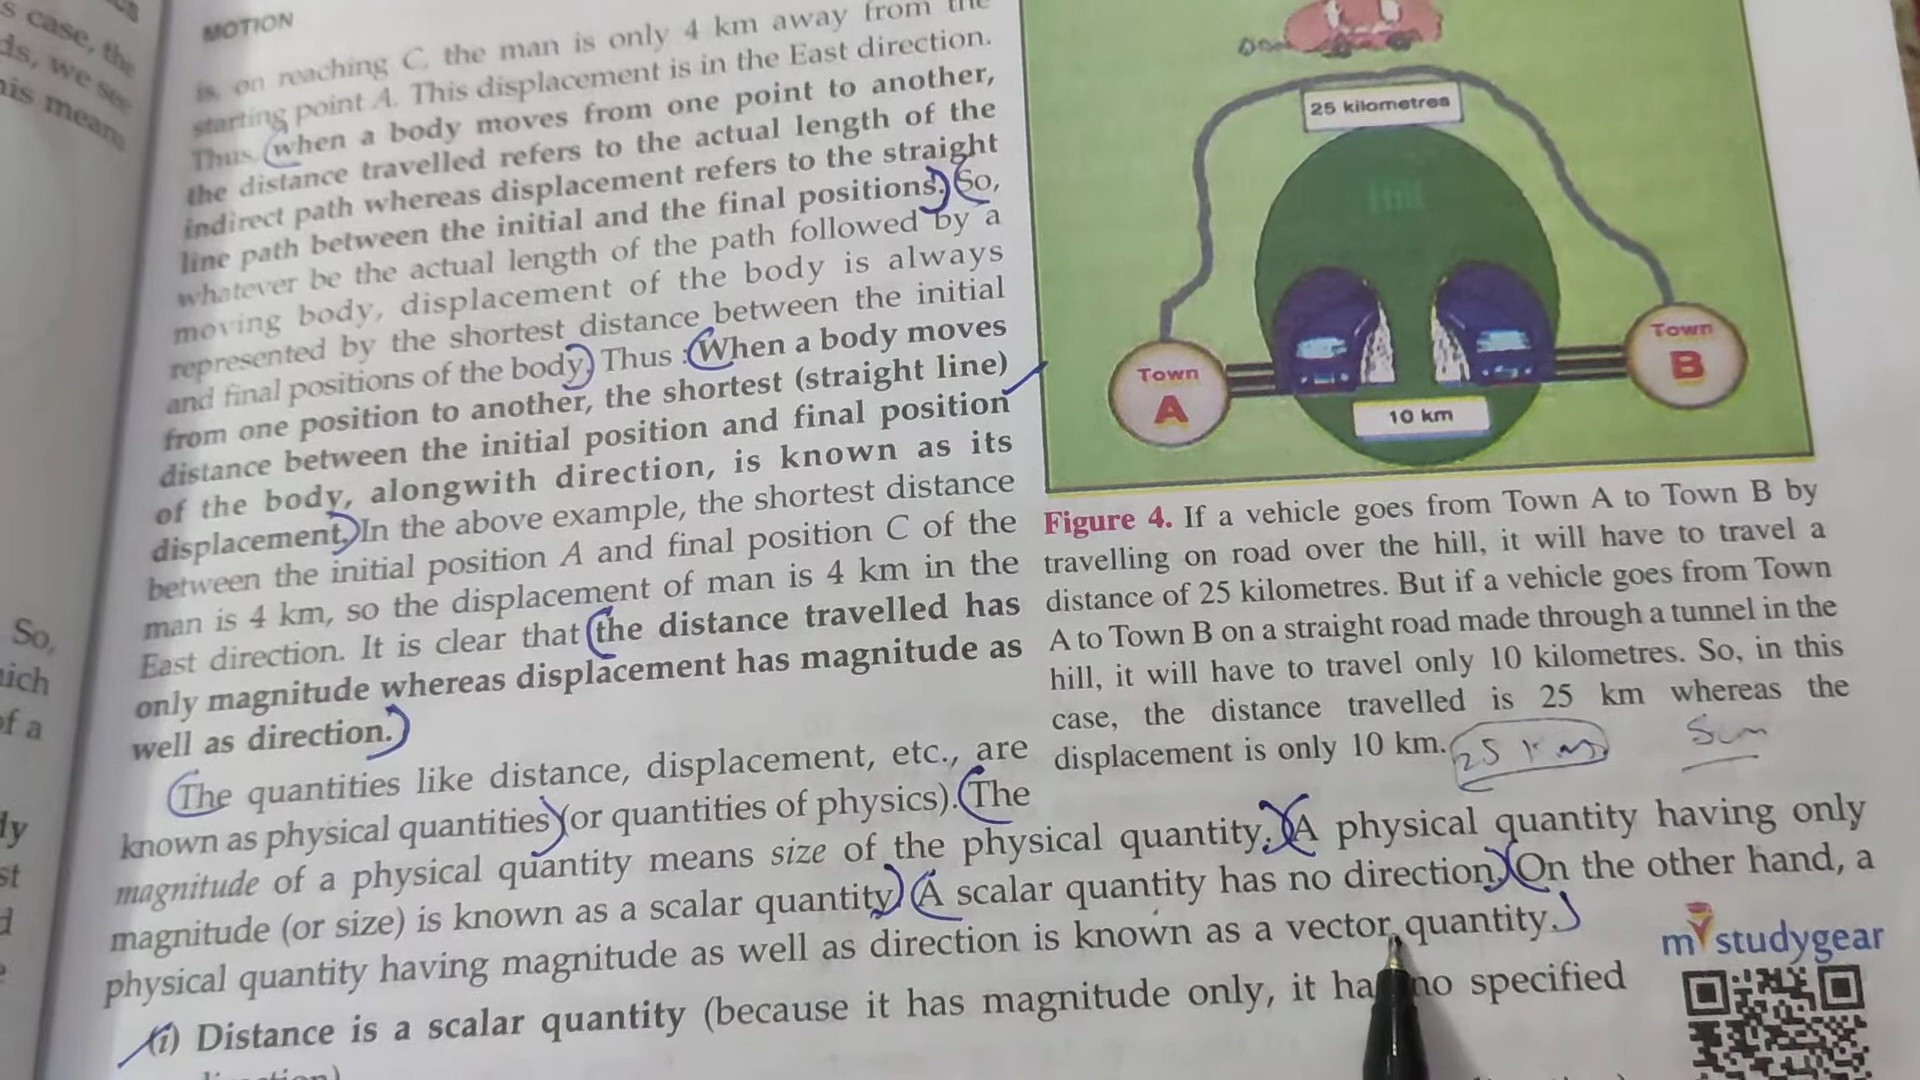 s case, the
ds, we see
his means
So,
nich
of a
ly
st
MOTION
is, on reaching C, the man is only 4 km away from the
starting point A. This displacement is in the East direction.
Thus, when a body moves from one point to another,
the distance travelled refers to the actual length of the
indirect path whereas displacement refers to the straight
line path between the initial and the final positions. So,
whatever be the actual length of the path followed by a
moving body, displacement of the body is always
represented by the shortest distance between the initial
and final positions of the body. Thus : When a body moves
from one position to another, the shortest (straight line)
distance between the initial position and final position
of the body, alongwith direction, is known as its
displacement. In the above example, the shortest distance
between the initial position A and final position C of the
man is 4 km, so the displacement of man is 4 km in the
East direction. It is clear that the distance travelled has
only magnitude whereas displacement has magnitude as
well as direction.
25 kilometres
Hill
Town
A
Town
B
10 km
Figure 4. If a vehicle goes from Town A to Town B by
travelling on road over the hill, it will have to travel a
distance of 25 kilometres. But if a vehicle goes from Town
A to Town B on a straight road made through a tunnel in the
hill, it will have to travel only 10 kilometres. So, in this
case, the distance travelled is 25 km whereas the
displacement is only 10 km.
25 km
The quantities like distance, displacement, etc., are
known as physical quantities (or quantities of physics). The
magnitude of a physical quantity means size of the physical quantity. A physical quantity having only
magnitude (or size) is known as a scalar quantity. A scalar quantity has no direction. On the other hand, a
physical quantity having magnitude as well as direction is known as a vector quantity.
(i) Distance is a scalar quantity (because it has magnitude only, it has no specified
direction)
mystudygear